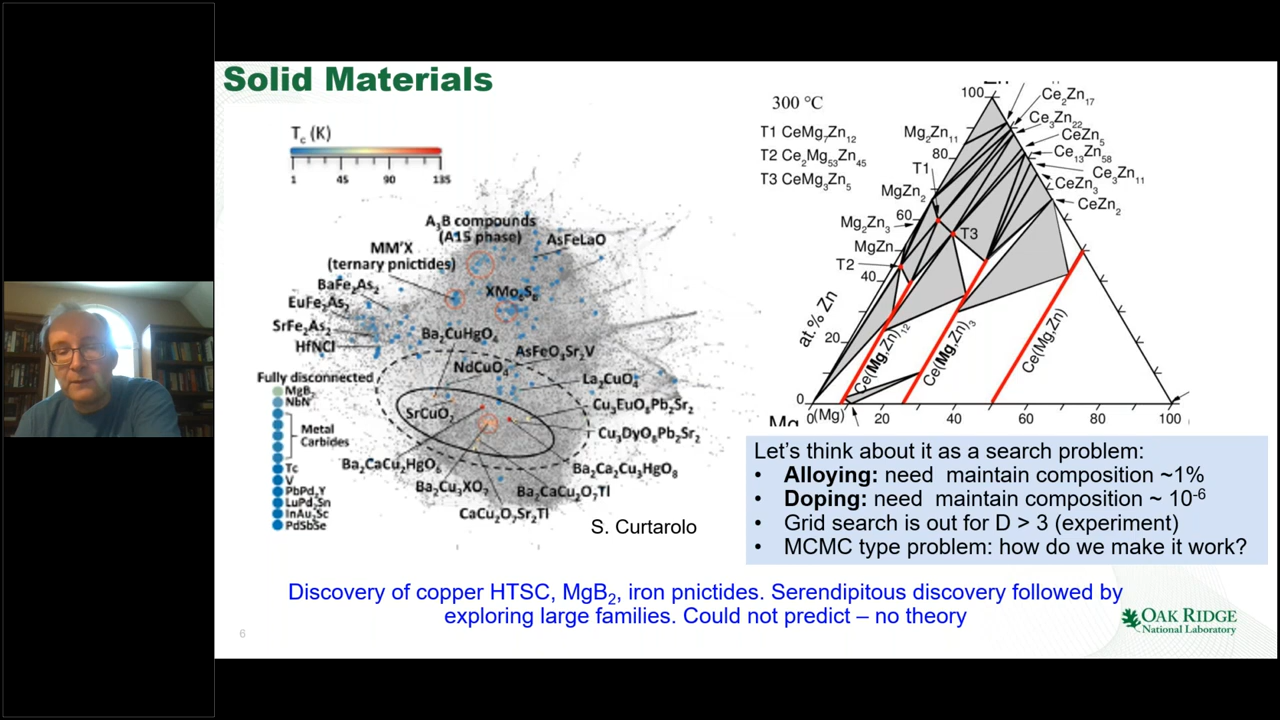 Solid Materials
T_c (K)
1 45 90 135
A₃B compounds
(A15 phase)
AsFeLaO
MM'X
(ternary pnictides)
BaFe₂As₂
XMo₆S₈
EuFe₂As₂
SrFe₂As₂
Ba₂CuHgO₄
HfNCl
AsFeO₃Sr₂V
NdCuO₄
Fully disconnected
La₂CuO₄
MgB₂
NbN
SrCuO₂
Cu₃EuO₈Pb₂Sr₂
Metal
Carbides
Cu₃DyO₈Pb₂Sr₂
Ba₂CaCu₂HgO₆
Tc
Ba₂Ca₂Cu₃HgO₈
V
Ba₂Cu₃XO₇
Ba₂CaCu₂O₇Tl
PbPd₂Y
LuPd₂Sn
InAu₂Sc
CaCu₂O₇Sr₂Tl
PdSbSe
S. Curtarolo
300 °C
T1 CeMg₇Zn₁₂
T2 Ce₂Mg₅₃Zn₄₅
T3 CeMg₃Zn₅
100
Ce₂Zn₁₇
Ce₃Zn₂₂
Mg₂Zn₁₁
CeZn₅
80
Ce₁₃Zn₅₈
T1
Ce₃Zn₁₁
CeZn₃
MgZn₂
CeZn₂
60
Mg₂Zn₃
T3
MgZn
T2
40
at.% Zn
20
Ce(Mg,Zn)₁₂
Ce(Mg,Zn)₃
Ce(Mg,Zn)
0
Mg
0 (Mg) 20 40 60 80 100
Let's think about it as a search problem:
• Alloying: need maintain composition ~1%
• Doping: need maintain composition ~ 10⁻⁶
• Grid search is out for D > 3 (experiment)
• MCMC type problem: how do we make it work?
Discovery of copper HTSC, MgB₂, iron pnictides. Serendipitous discovery followed by
exploring large families. Could not predict – no theory
OAK RIDGE
National Laboratory
6